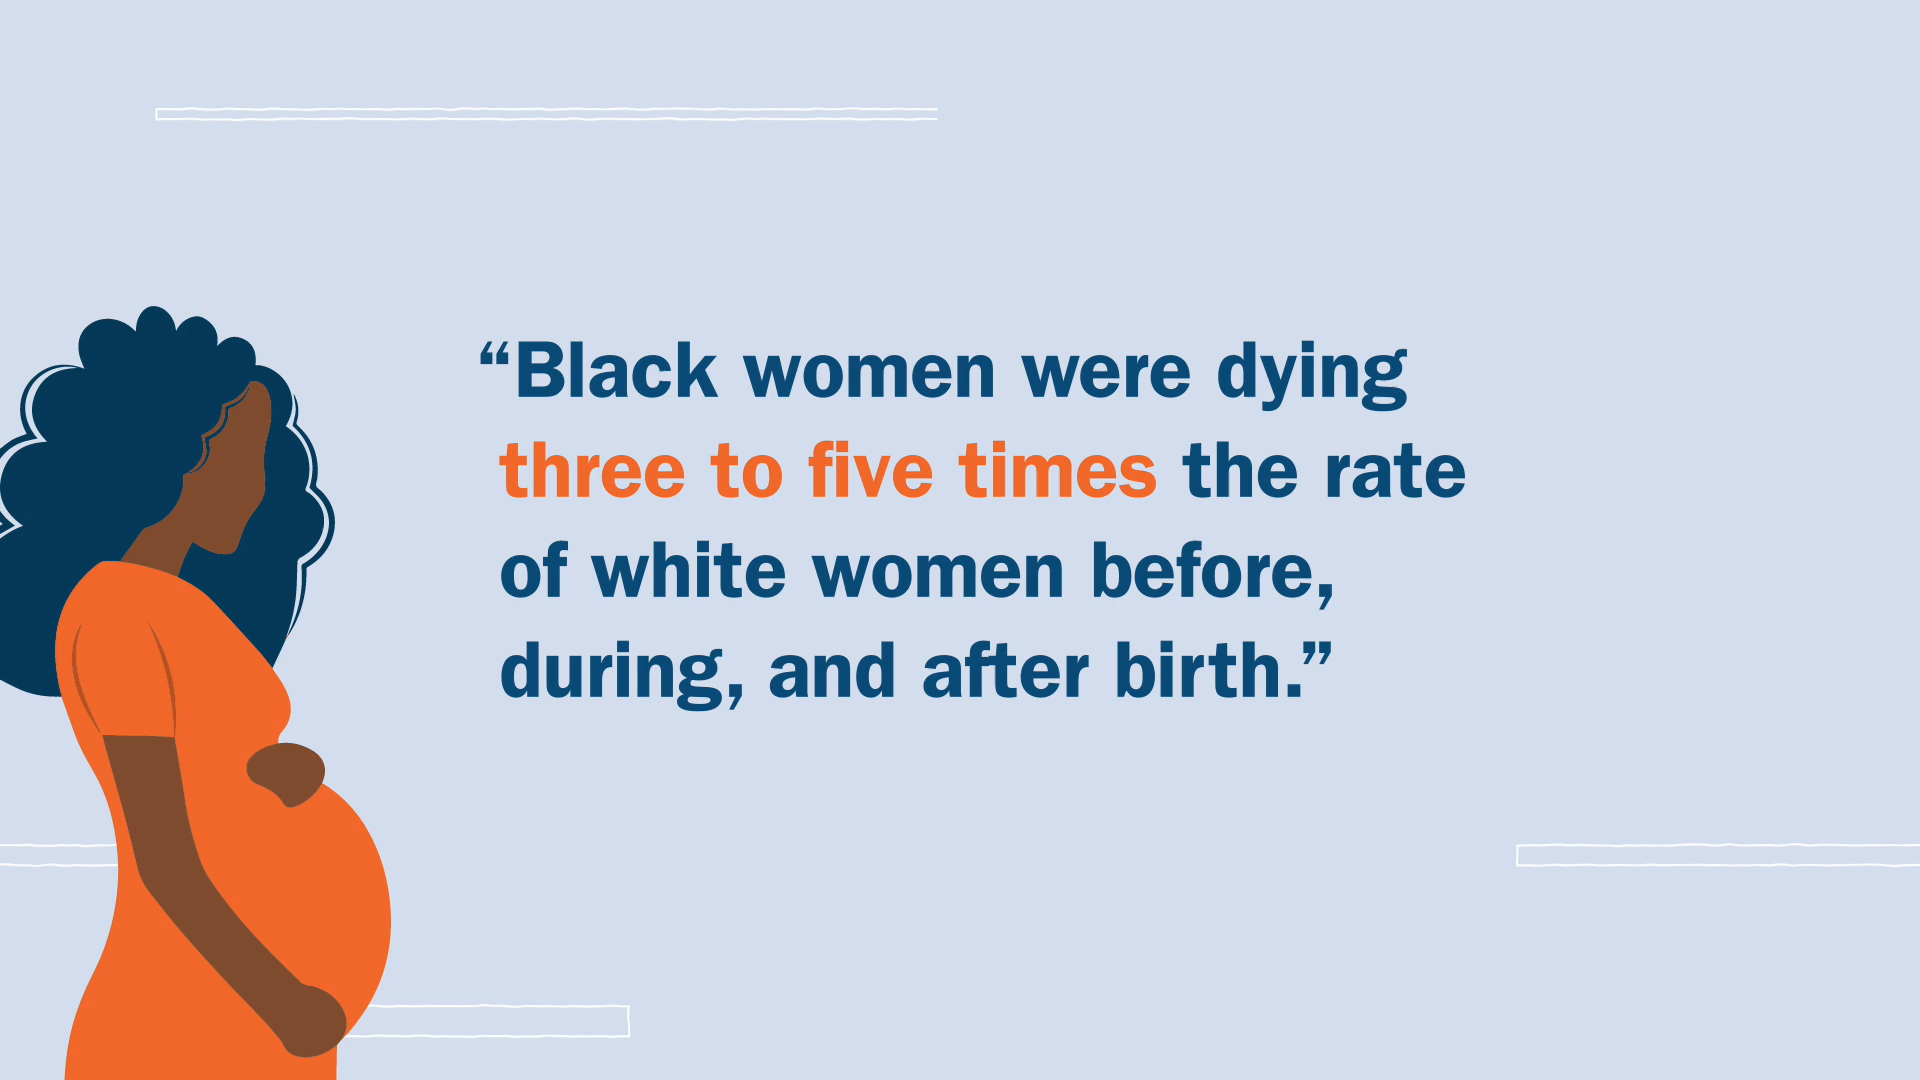 “Black women were dying
three to five times the rate
of white women before,
during, and after birth.”